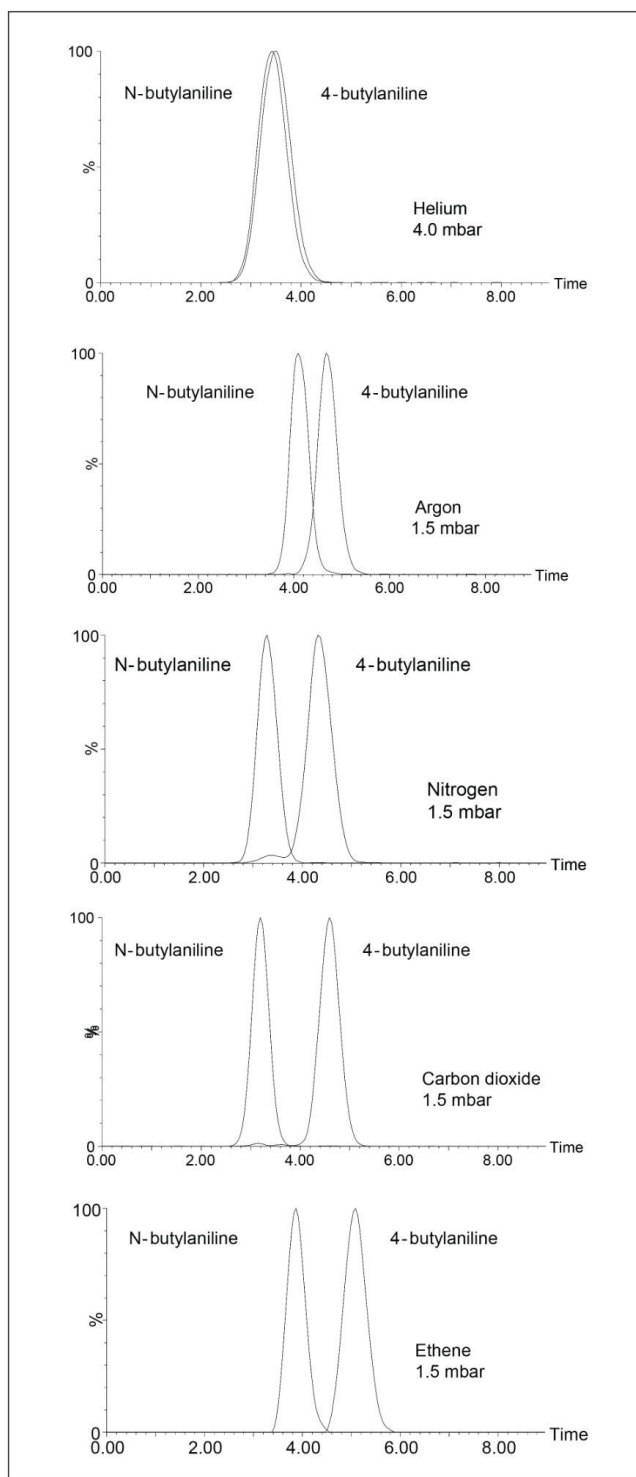 100
N-butylaniline 4-butylaniline
%
Helium
4.0 mbar
0
0.00 2.00 4.00 6.00 8.00 Time
100
N-butylaniline 4-butylaniline
%
Argon
1.5 mbar
0
0.00 2.00 4.00 6.00 8.00 Time
100
N-butylaniline 4-butylaniline
%
Nitrogen
1.5 mbar
0
0.00 2.00 4.00 6.00 8.00 Time
100
N-butylaniline 4-butylaniline
%
Carbon dioxide
1.5 mbar
0
0.00 2.00 4.00 6.00 8.00 Time
100
N-butylaniline 4-butylaniline
%
Ethene
1.5 mbar
0
0.00 2.00 4.00 6.00 8.00 Time